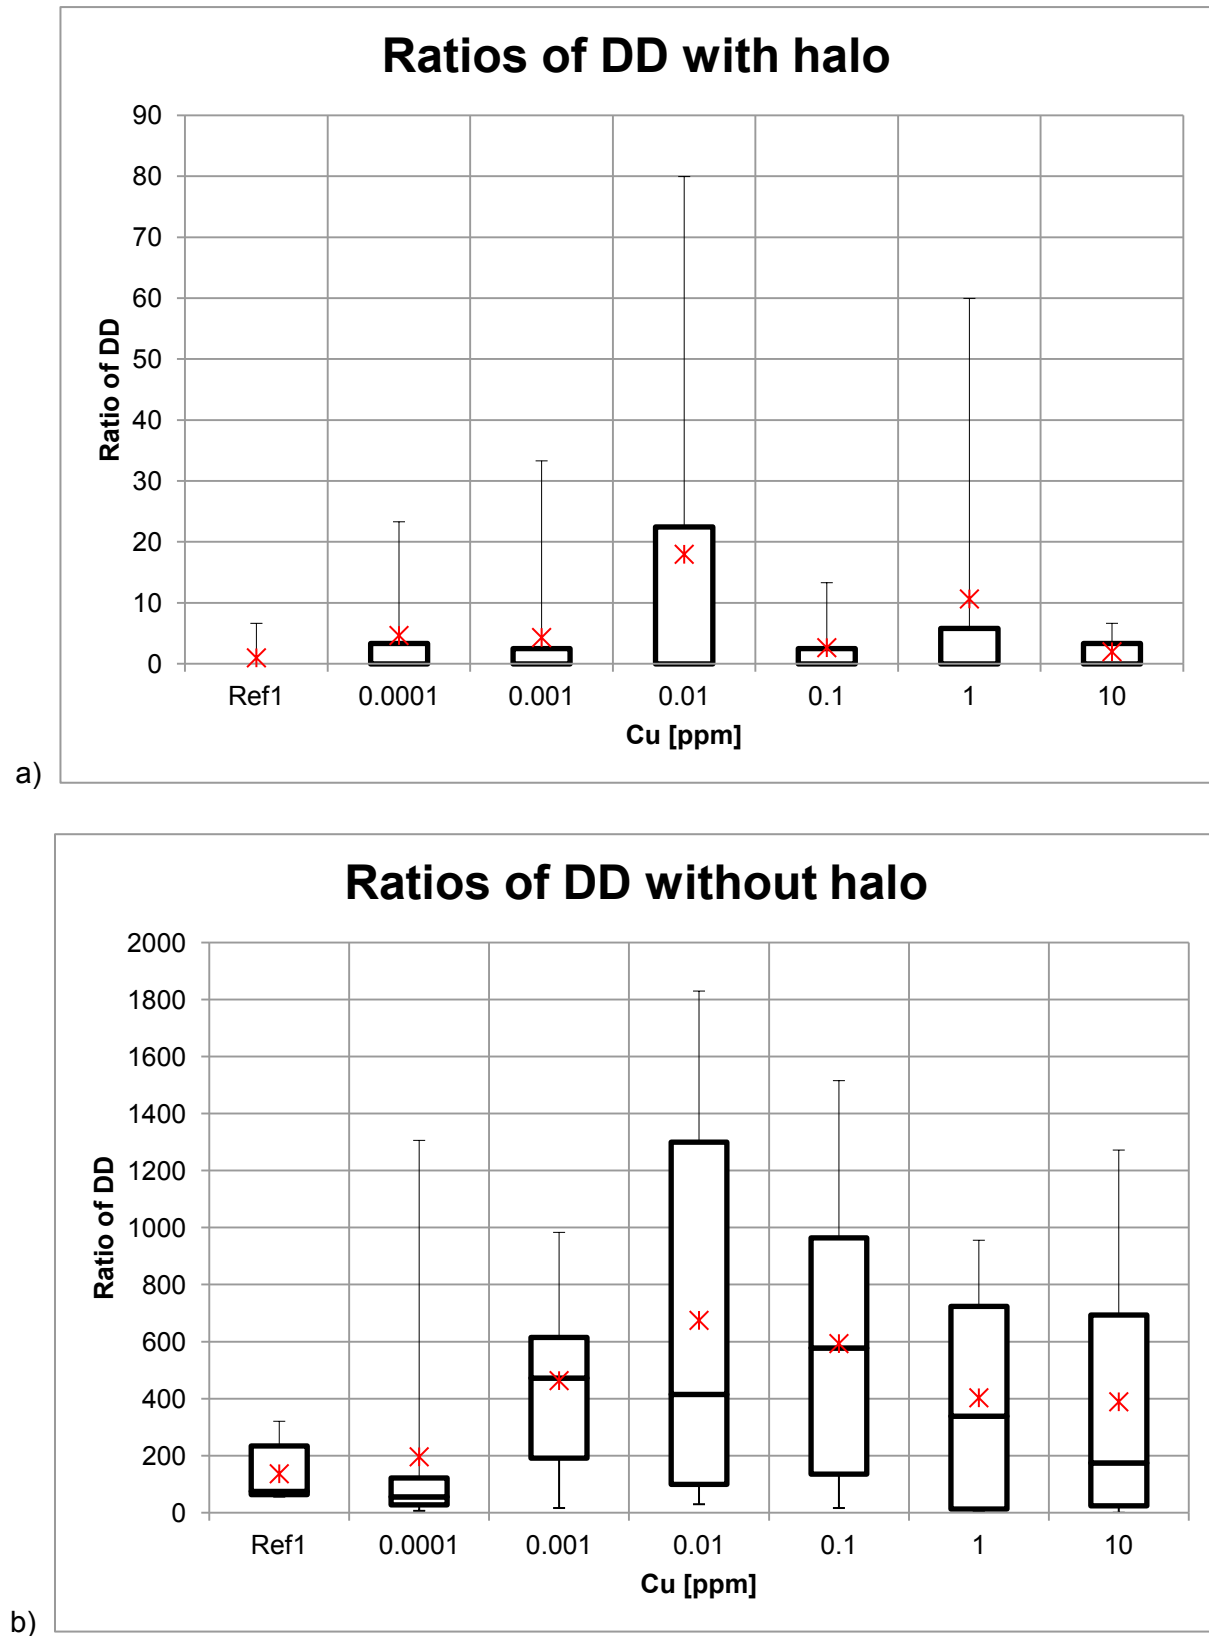 Ratios of DD with halo
90
80
70
60
50
40
30
20
10
0
Ratio of DD
Ref1 0.0001 0.001 0.01 0.1 1 10
Cu [ppm]
a)
Ratios of DD without halo
2000
1800
1600
1400
1200
1000
800
600
400
200
0
Ratio of DD
Ref1 0.0001 0.001 0.01 0.1 1 10
Cu [ppm]
b)